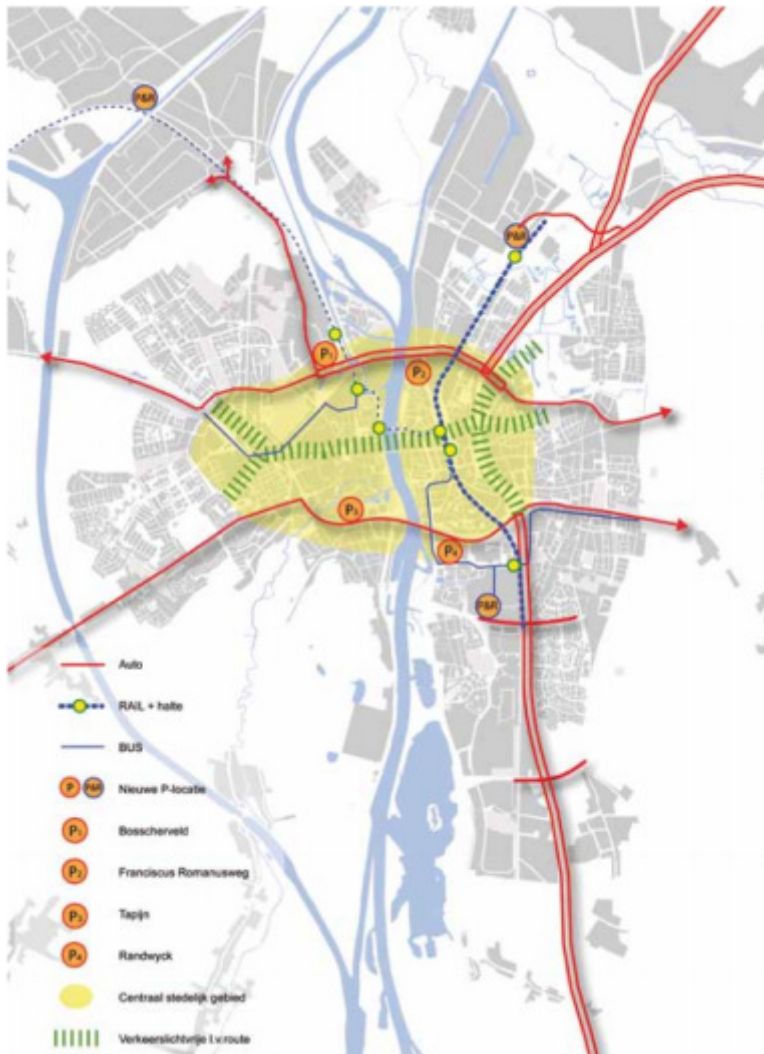 P&R
P&R
P1
P2
P3
P4
P&R
Auto
RAIL + halte
BUS
P P&R Nieuwe P-locatie
P1 Bosscherveld
P2 Franciscus Romanusweg
P3 Tapijn
P4 Randwyck
Centraal stedelijk gebied
Verkeerslichtvrije l.v.route